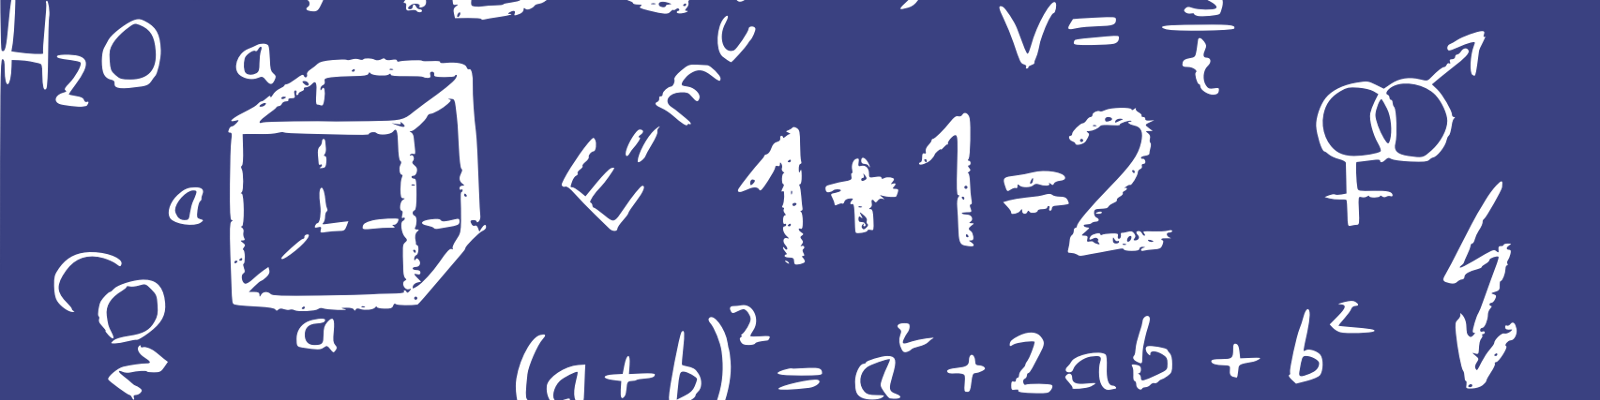 H₂O
a
a
a
CO₂
E=mc
1+1=2
v = s/t
(a+b)² = a² + 2ab + b²